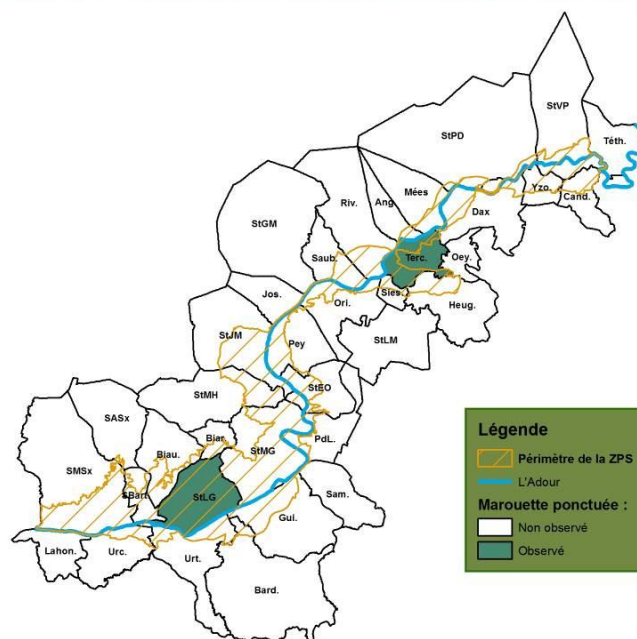 StVP
StPD
Téth.
Mées
Yzo.
Cand.
Riv.
Ang
Dax
StGM
Saub.
Terc.
Oey.
Jos.
Ori.
Sies.
Heug.
StJM
Pey
StLM
StMH
StEO
SASx
Biar.
StMG
PdL.
Biau.
SMSx
SBart
StLG
Sam.
Gui.
Lahon.
Urc.
Urt.
Bard.
Légende
Périmètre de la ZPS
L'Adour
Marouette ponctuée :
Non observé
Observé